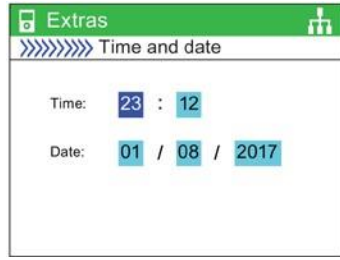 Extras
Time and date
Time: 23 : 12
Date: 01 / 08 / 2017